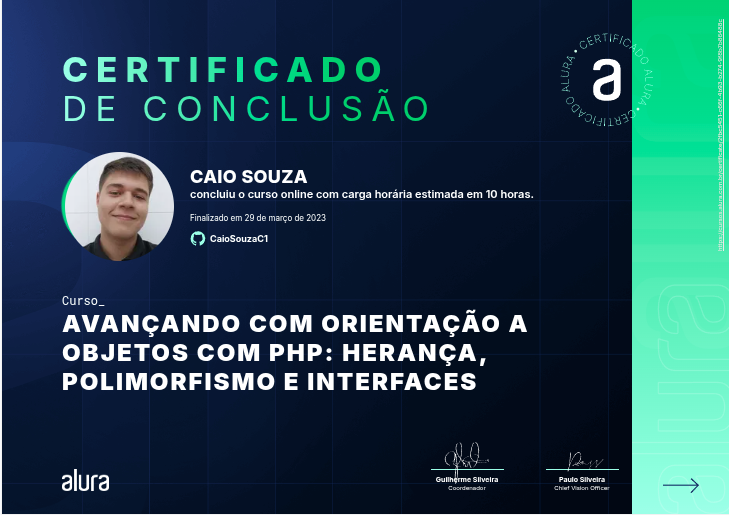 CERTIFICADO
DE CONCLUSÃO
• CERTIFICADO ALURA • CERTIFICADO ALURA
a
CAIO SOUZA
concluiu o curso online com carga horária estimada em 10 horas.
Finalizado em 29 de março de 2023
CaioSouzaC1
Curso_
AVANÇANDO COM ORIENTAÇÃO A
OBJETOS COM PHP: HERANÇA,
POLIMORFISMO E INTERFACES
alura
Guilherme Silveira
Coordenador
Paulo Silveira
Chief Vision Officer
alura